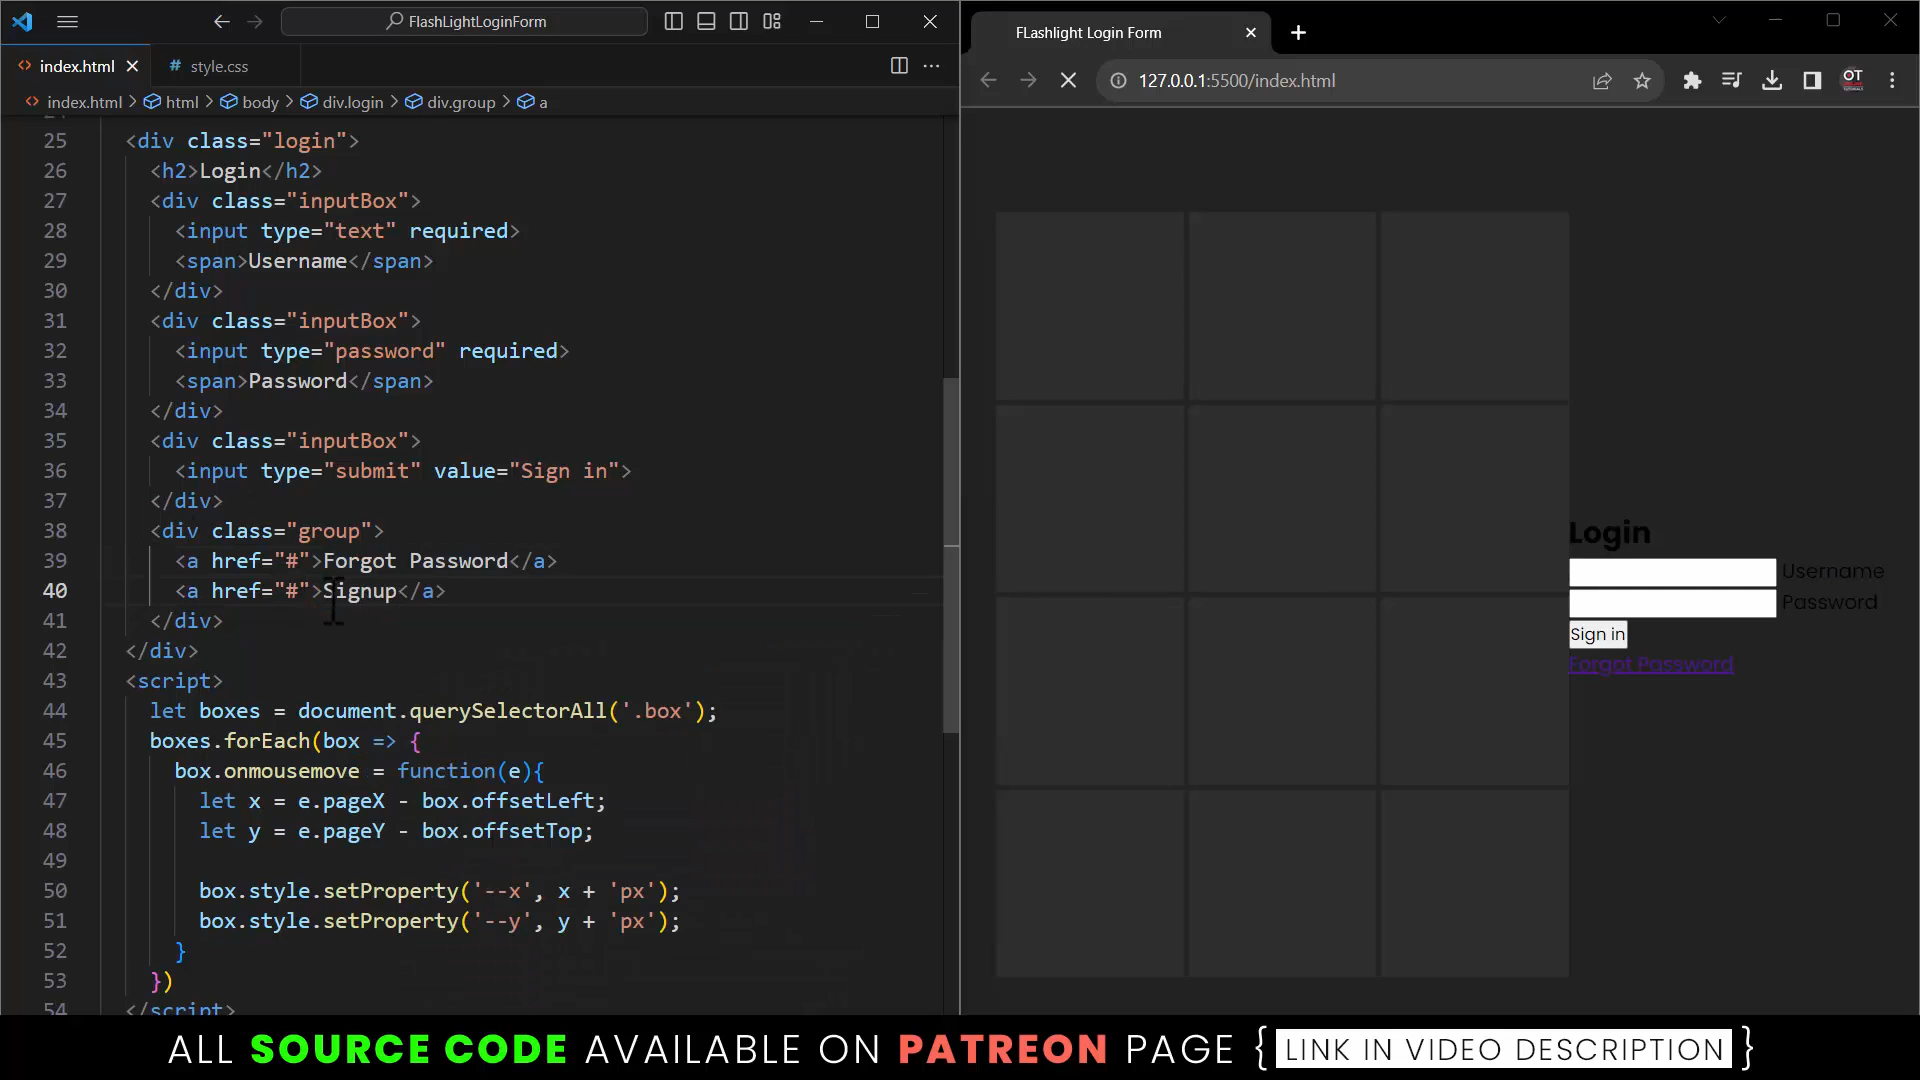 FlashLightLoginForm
index.html
# style.css
index.html > html > body > div.login > div.group > a
25 <div class="login">
26 <h2>Login</h2>
27 <div class="inputBox">
28 <input type="text" required>
29 <span>Username</span>
30 </div>
31 <div class="inputBox">
32 <input type="password" required>
33 <span>Password</span>
34 </div>
35 <div class="inputBox">
36 <input type="submit" value="Sign in">
37 </div>
38 <div class="group">
39 <a href="#">Forgot Password</a>
40 <a href="#">Signup</a>
41 </div>
42 </div>
43 <script>
44 let boxes = document.querySelectorAll('.box');
45 boxes.forEach(box => {
46 box.onmousemove = function(e){
47 let x = e.pageX - box.offsetLeft;
48 let y = e.pageY - box.offsetTop;
49
50 box.style.setProperty('--x', x + 'px');
51 box.style.setProperty('--y', y + 'px');
52 }
53 })
54 </script>
FLashlight Login Form
127.0.0.1:5500/index.html
OT
Login
Username
Password
Sign in
Forgot Password
ALL SOURCE CODE AVAILABLE ON PATREON PAGE { LINK IN VIDEO DESCRIPTION }